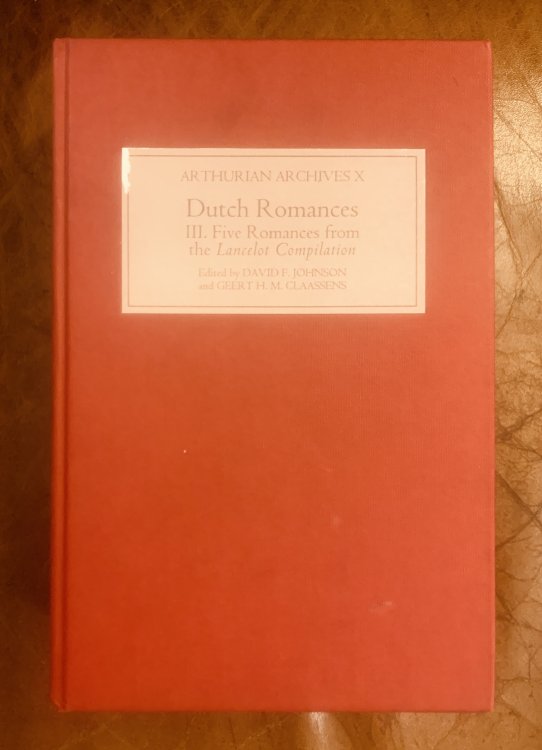 ARTHURIAN ARCHIVES X
Dutch Romances
III. Five Romances from
the Lancelot Compilation
Edited by DAVID F. JOHNSON
and GEERT H. M. CLAASSENS